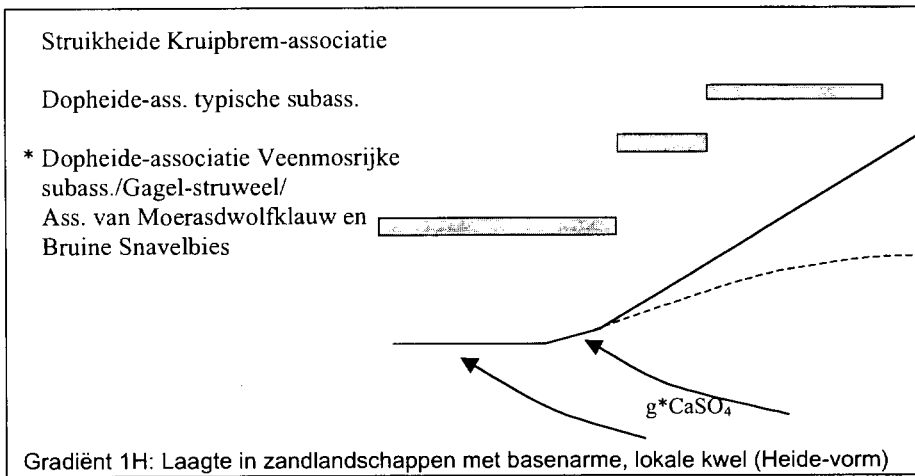 Struikheide Kruipbrem-associatie
Dopheide-ass. typische subass.
* Dopheide-associatie Veenmosrijke
subass./Gagel-struweel/
Ass. van Moerasdwolfklauw en
Bruine Snavelbies
g*CaSO₄
Gradiënt 1H: Laagte in zandlandschappen met basenarme, lokale kwel (Heide-vorm)